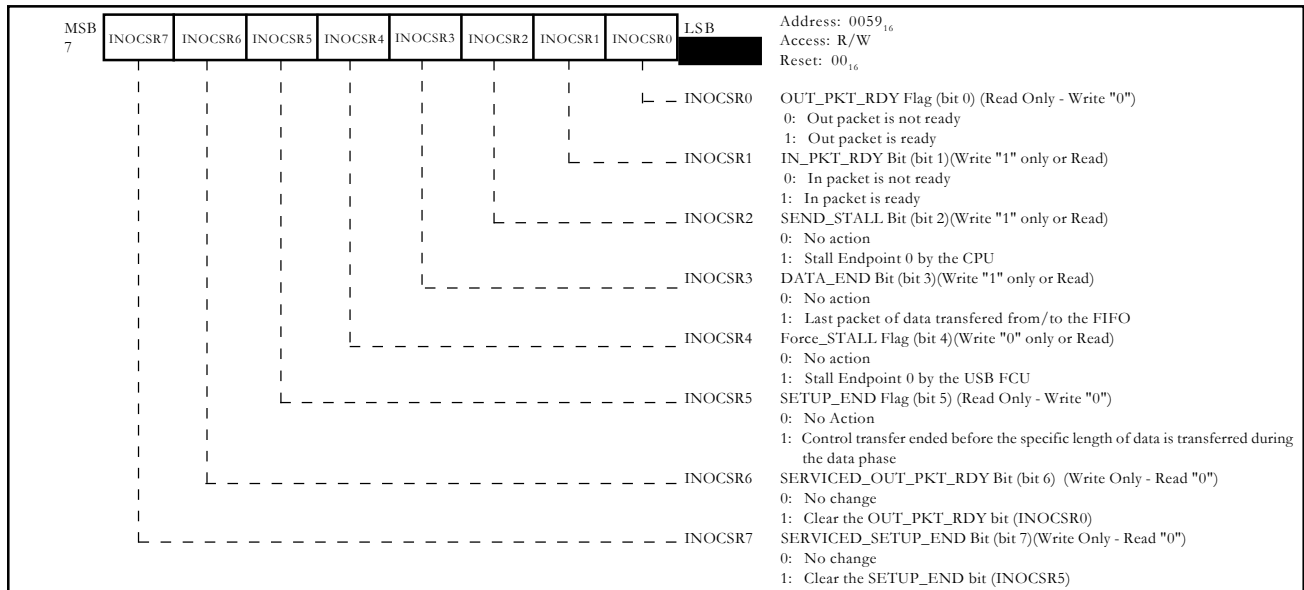 MSB
7
INOCSR7 INOCSR6 INOCSR5 INOCSR4 INOCSR3 INOCSR2 INOCSR1 INOCSR0
LSB
Address: 0059₁₆
Access: R/W
Reset: 00₁₆
INOCSR0 OUT_PKT_RDY Flag (bit 0) (Read Only - Write "0")
0: Out packet is not ready
1: Out packet is ready
INOCSR1 IN_PKT_RDY Bit (bit 1)(Write "1" only or Read)
0: In packet is not ready
1: In packet is ready
INOCSR2 SEND_STALL Bit (bit 2)(Write "1" only or Read)
0: No action
1: Stall Endpoint 0 by the CPU
INOCSR3 DATA_END Bit (bit 3)(Write "1" only or Read)
0: No action
1: Last packet of data transfered from/to the FIFO
INOCSR4 Force_STALL Flag (bit 4)(Write "0" only or Read)
0: No action
1: Stall Endpoint 0 by the USB FCU
INOCSR5 SETUP_END Flag (bit 5) (Read Only - Write "0")
0: No Action
1: Control transfer ended before the specific length of data is transferred during
the data phase
INOCSR6 SERVICED_OUT_PKT_RDY Bit (bit 6) (Write Only - Read "0")
0: No change
1: Clear the OUT_PKT_RDY bit (INOCSR0)
INOCSR7 SERVICED_SETUP_END Bit (bit 7)(Write Only - Read "0")
0: No change
1: Clear the SETUP_END bit (INOCSR5)